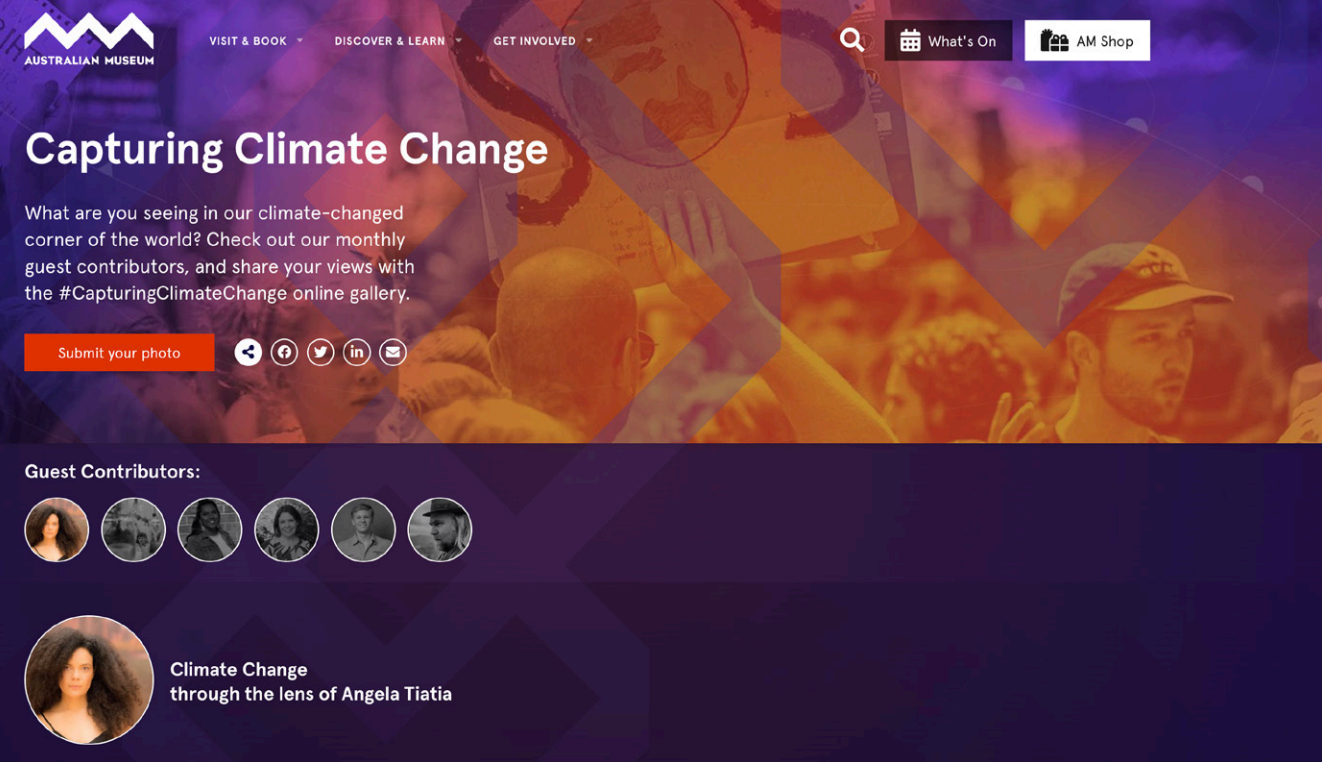 AUSTRALIAN MUSEUM
VISIT & BOOK
DISCOVER & LEARN
GET INVOLVED
What's On
AM Shop
Capturing Climate Change
What are you seeing in our climate-changed
corner of the world? Check out our monthly
guest contributors, and share your views with
the #CapturingClimateChange online gallery.
Submit your photo
Guest Contributors:
Climate Change
through the lens of Angela Tiatia